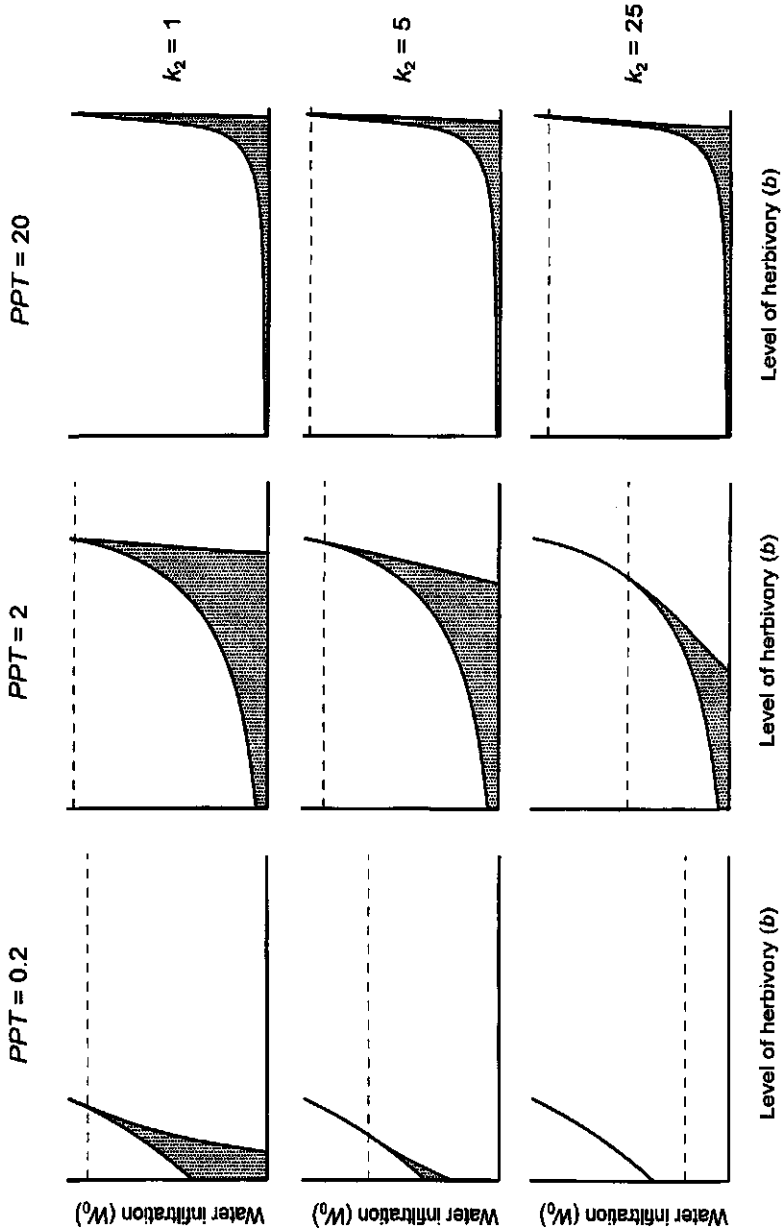 PPT = 0.2
PPT = 2
PPT = 20
Water infiltration (W₀)
k₂ = 1
Water infiltration (W₀)
k₂ = 5
Water infiltration (W₀)
k₂ = 25
Level of herbivory (b)
Level of herbivory (b)
Level of herbivory (b)